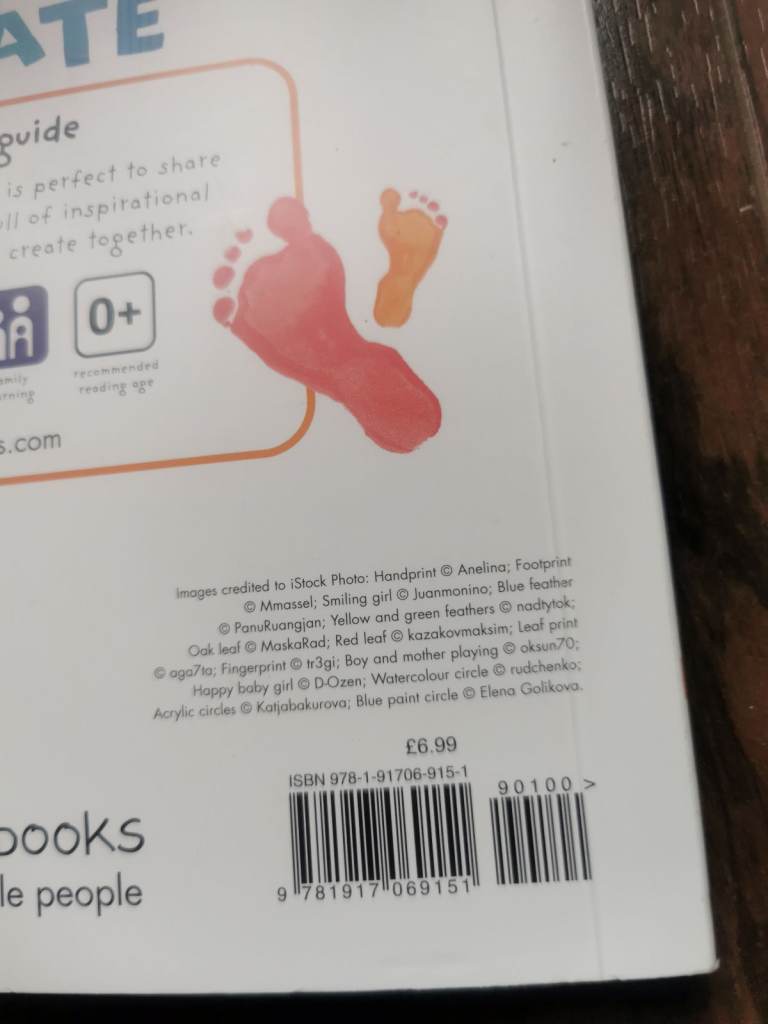 ATE
guide
is perfect to share
of inspirational
create together.
0+
recommended
reading age
s.com
Images credited to iStock Photo: Handprint © Anelina; Footprint
© Mmassel; Smiling girl © Juanmonino; Blue feather
© PanuRuangjan; Yellow and green feathers © nadtytok;
Oak leaf © MaskaRad; Red leaf © kazakovmaksim; Leaf print
© aga7ta; Fingerprint © tr3gi; Boy and mother playing © oksun70;
Happy baby girl © D-Ozen; Watercolour circle © rudchenko;
Acrylic circles © Katjabakurova; Blue paint circle © Elena Golikova.
£6.99
ISBN 978-1-91706-915-1
90100 >
9 781917 069151
books
le people